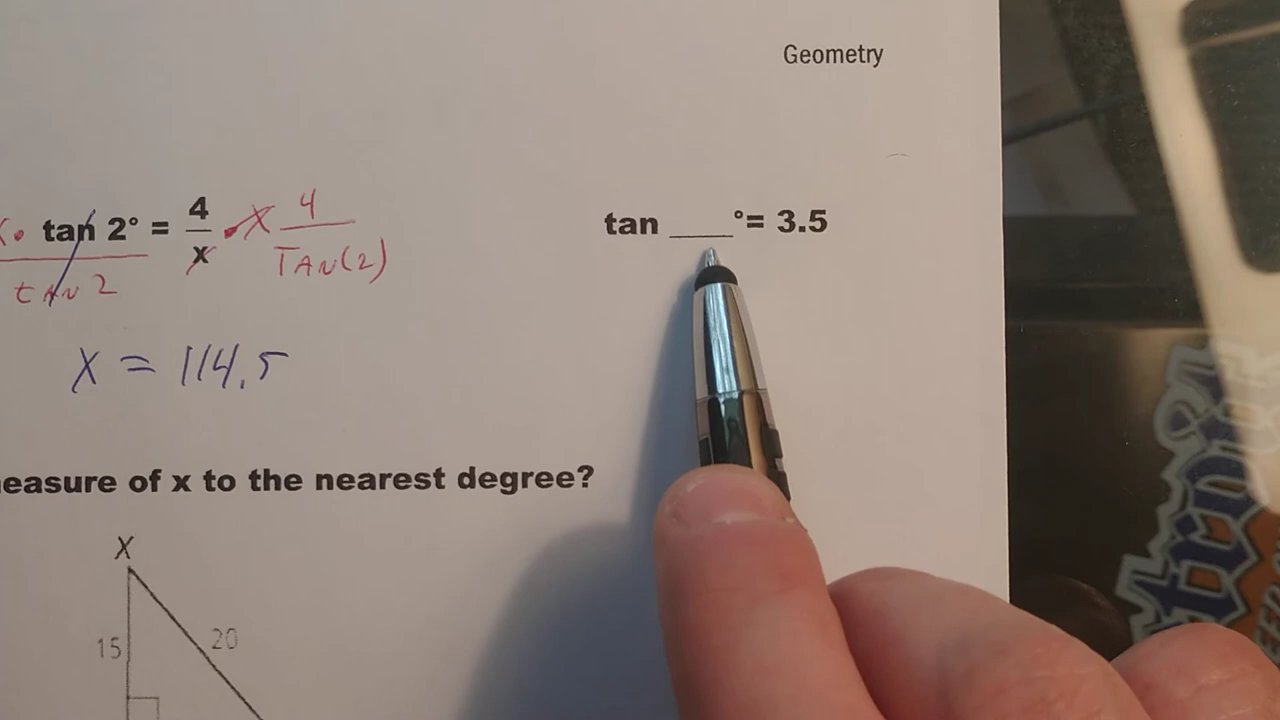 Geometry
x • tan 2° = 4/x • x 4/TAN(2)
tan 2
tan ____°= 3.5
x = 114.5
easure of x to the nearest degree?
X
15
20